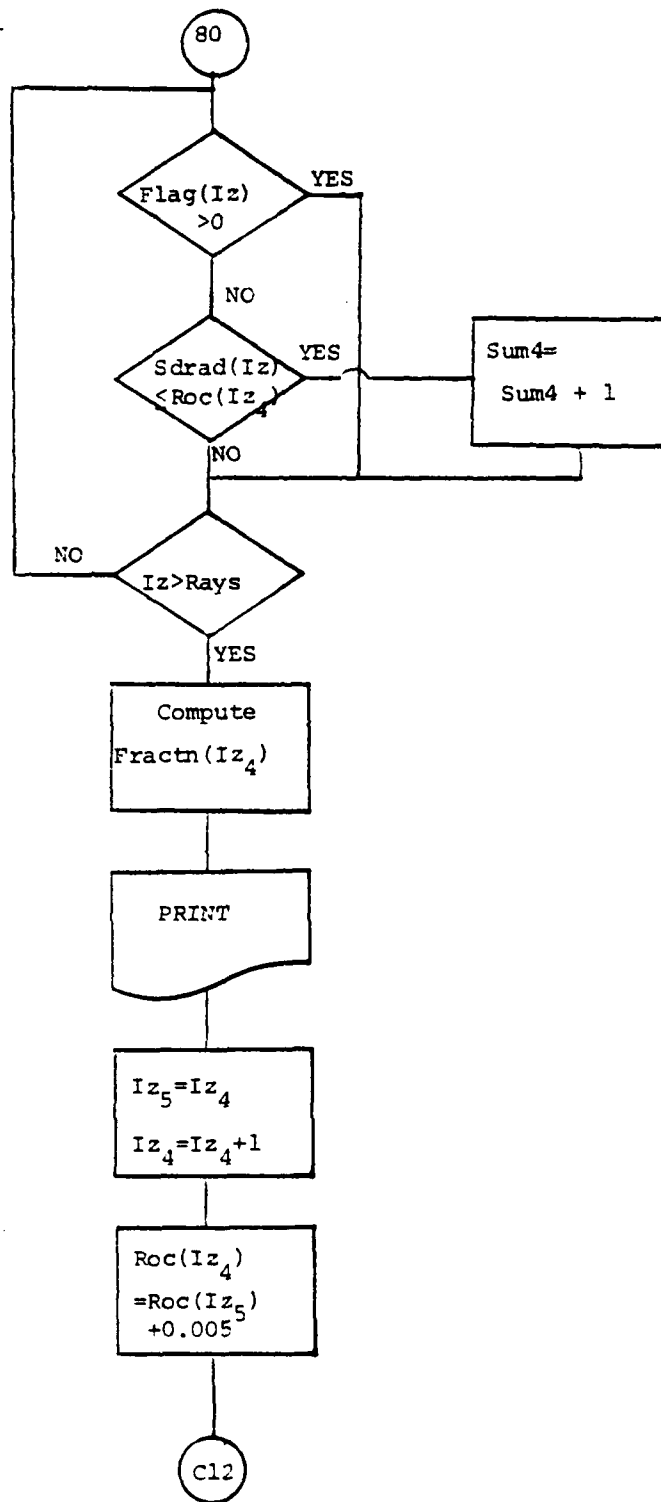 80
Flag(Iz)
>0
YES
NO
Sdrad(Iz)
<Roc(Iz4)
YES
Sum4=
Sum4 + 1
NO
NO
Iz>Rays
YES
Compute
Fractn(Iz4)
PRINT
Iz5=Iz4
Iz4=Iz4+1
Roc(Iz4)
=Roc(Iz5)
+0.005
C12